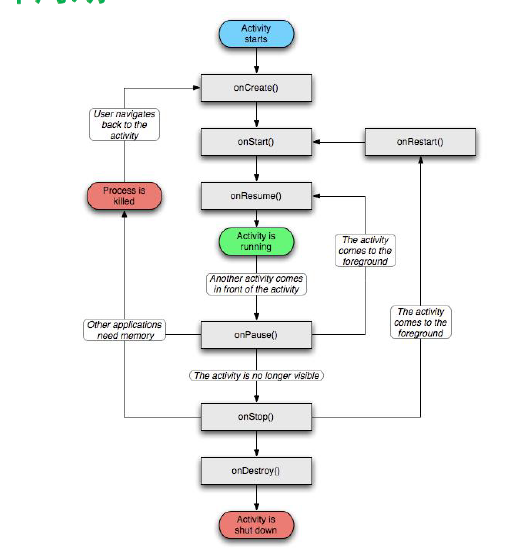 Activity
starts
onCreate()
User navigates
back to the
activity
onStart()
onRestart()
Process is
killed
onResume()
Activity is
running
The activity
comes to the
foreground
Another activity comes
in front of the activity
The activity
comes to the
foreground
Other applications
need memory
onPause()
The activity is no longer visible
onStop()
onDestroy()
Activity is
shut down